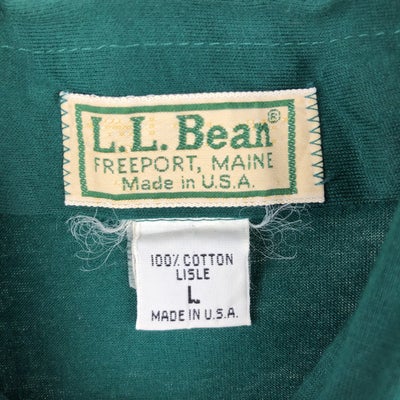 L.L. Bean®
FREEPORT, MAINE
Made in U.S.A.
100% COTTON
LISLE
L
MADE IN U.S.A.